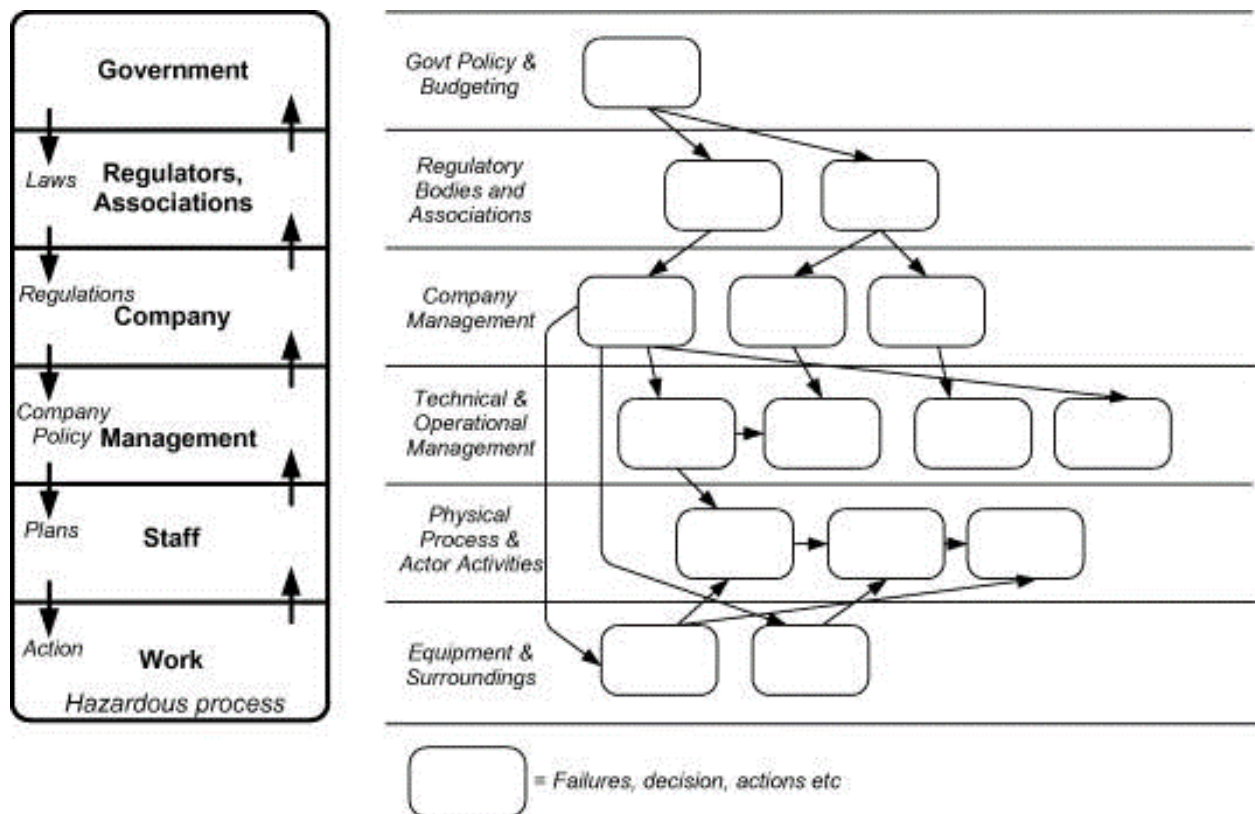 Government
Laws
Regulators,
Associations
Regulations
Company
Company
Policy
Management
Plans
Staff
Action
Work
Hazardous process
Govt Policy &
Budgeting
Regulatory
Bodies and
Associations
Company
Management
Technical &
Operational
Management
Physical
Process &
Actor Activities
Equipment &
Surroundings
= Failures, decision, actions etc